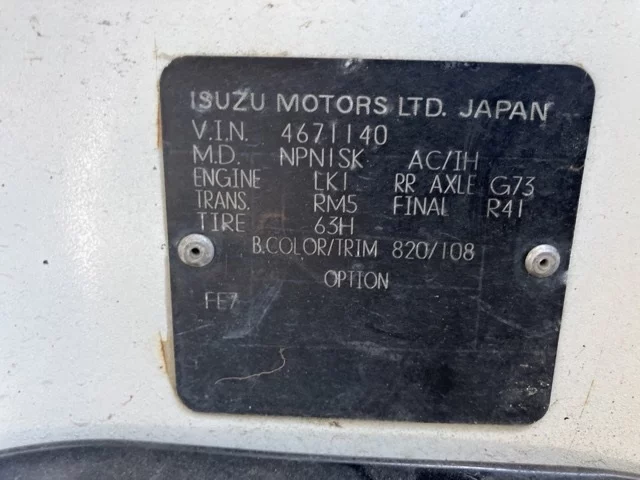 ISUZU MOTORS LTD. JAPAN
V.I.N. 4671140
M.D. NPN1SK AC/IH
ENGINE LK1 RR AXLE G73
TRANS. RM5 FINAL R41
TIRE 63H
B.COLOR/TRIM 820/108
OPTION
FE7